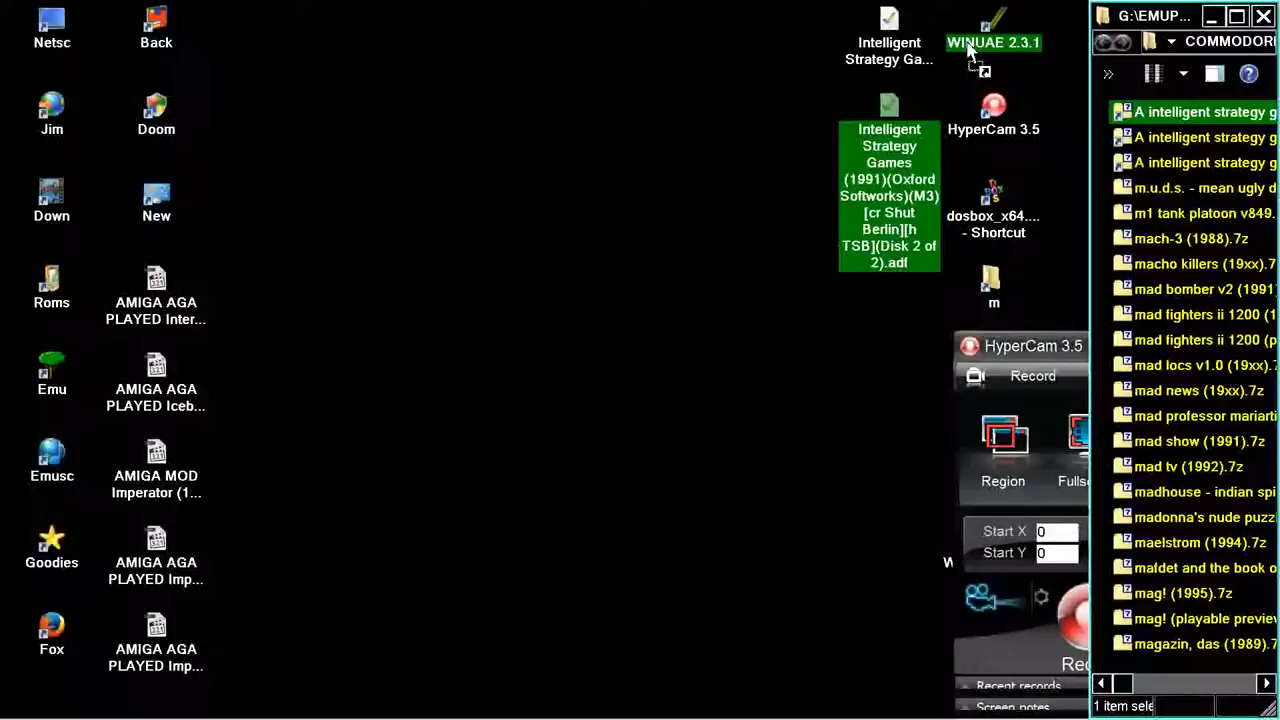 Netsc
Back
Jim
Doom
Down
New
Roms
AMIGA AGA
PLAYED Inter...
Emu
AMIGA AGA
PLAYED Iceb...
Emusc
AMIGA MOD
Imperator (1...
Goodies
AMIGA AGA
PLAYED Imp...
Fox
AMIGA AGA
PLAYED Imp...
Intelligent
Strategy Ga...
WINUAE 2.3.1
Intelligent
Strategy
Games
(1991)(Oxford
Softworks)(M3)
[cr Shut
Berlin][h
TSB](Disk 2 of
2).adf
HyperCam 3.5
dosbox_x64....
- Shortcut
m
W
HyperCam 3.5
Record
Region
Fulls
Start X 0
Start Y 0
Rec
Recent records
Screen notes
G:\EMUP...
COMMODOR
A intelligent strategy g
A intelligent strategy g
A intelligent strategy g
m.u.d.s. - mean ugly d
m1 tank platoon v849.
mach-3 (1988).7z
macho killers (19xx).7
mad bomber v2 (1991
mad fighters ii 1200 (1
mad fighters ii 1200 (p
mad locs v1.0 (19xx).7
mad news (19xx).7z
mad professor mariarti
mad show (1991).7z
mad tv (1992).7z
madhouse - indian spi
madonna's nude puzz
maelstrom (1994).7z
mafdet and the book o
mag! (1995).7z
mag! (playable previe
magazin, das (1989).7
1 item sele